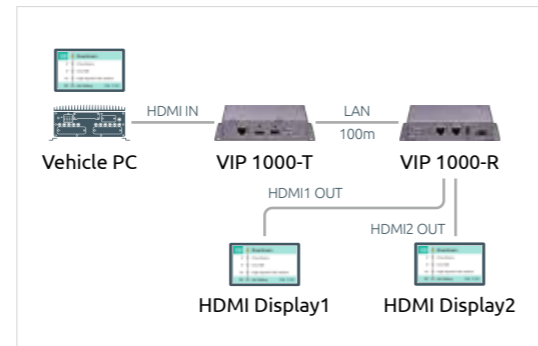 HDMI IN
LAN
100m
Vehicle PC
VIP 1000-T
VIP 1000-R
HDMI1 OUT
HDMI2 OUT
HDMI Display1
HDMI Display2